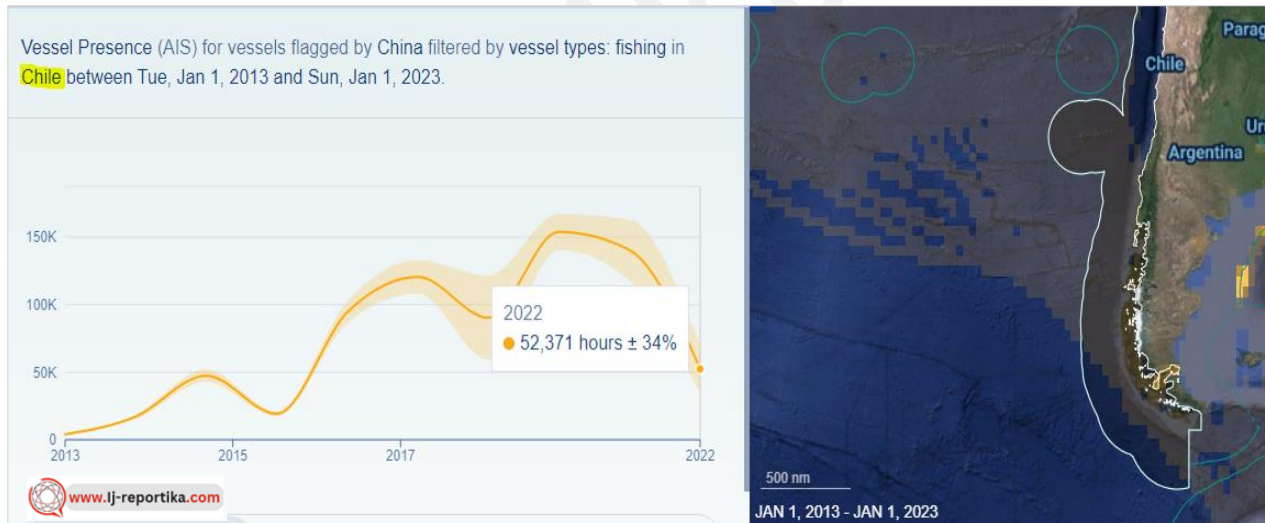 Vessel Presence (AIS) for vessels flagged by China filtered by vessel types: fishing in
Chile between Tue, Jan 1, 2013 and Sun, Jan 1, 2023.
150K
100K
50K
0
2013
2015
2017
2022
2022
52,371 hours ± 34%
www.lj-reportika.com
Parag
Chile
Uru
Argentina
500 nm
JAN 1, 2013 - JAN 1, 2023